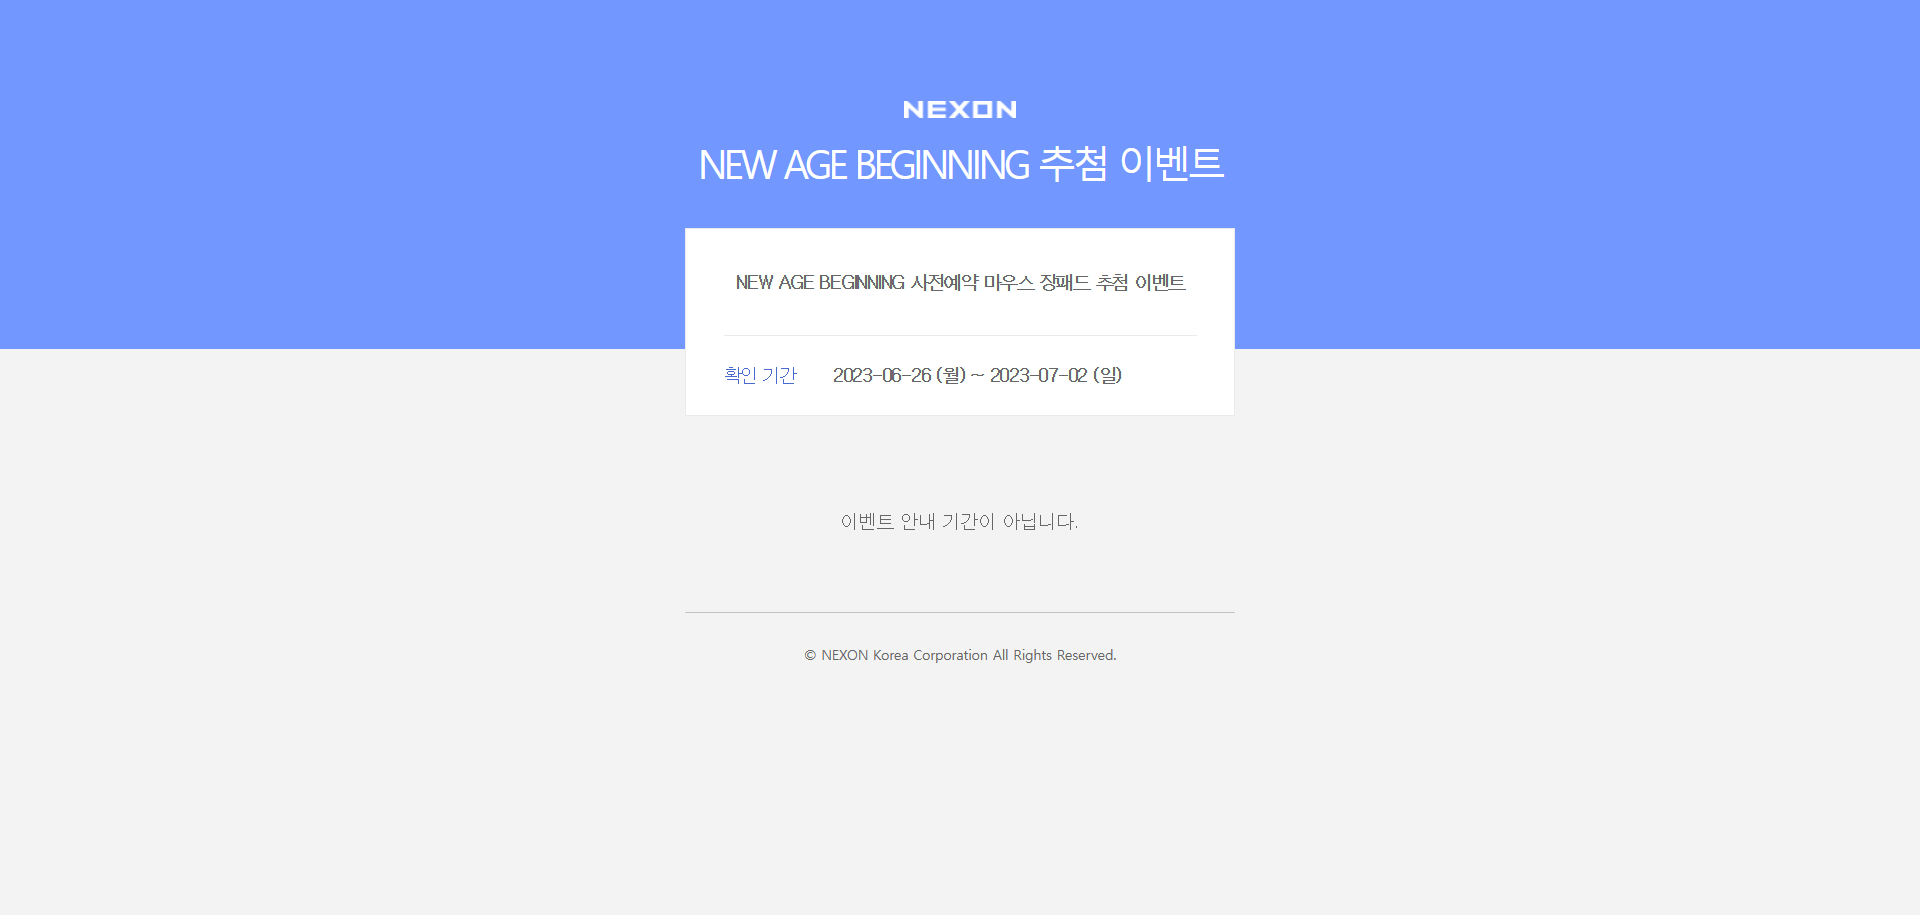 NEXON
NEW AGE BEGINNING 추첨 이벤트
NEW AGE BEGINNING 사전예약 마우스 장패드 추첨 이벤트
확인 기간 2023-06-26 (월) ~ 2023-07-02 (일)
이벤트 안내 기간이 아닙니다.
© NEXON Korea Corporation All Rights Reserved.